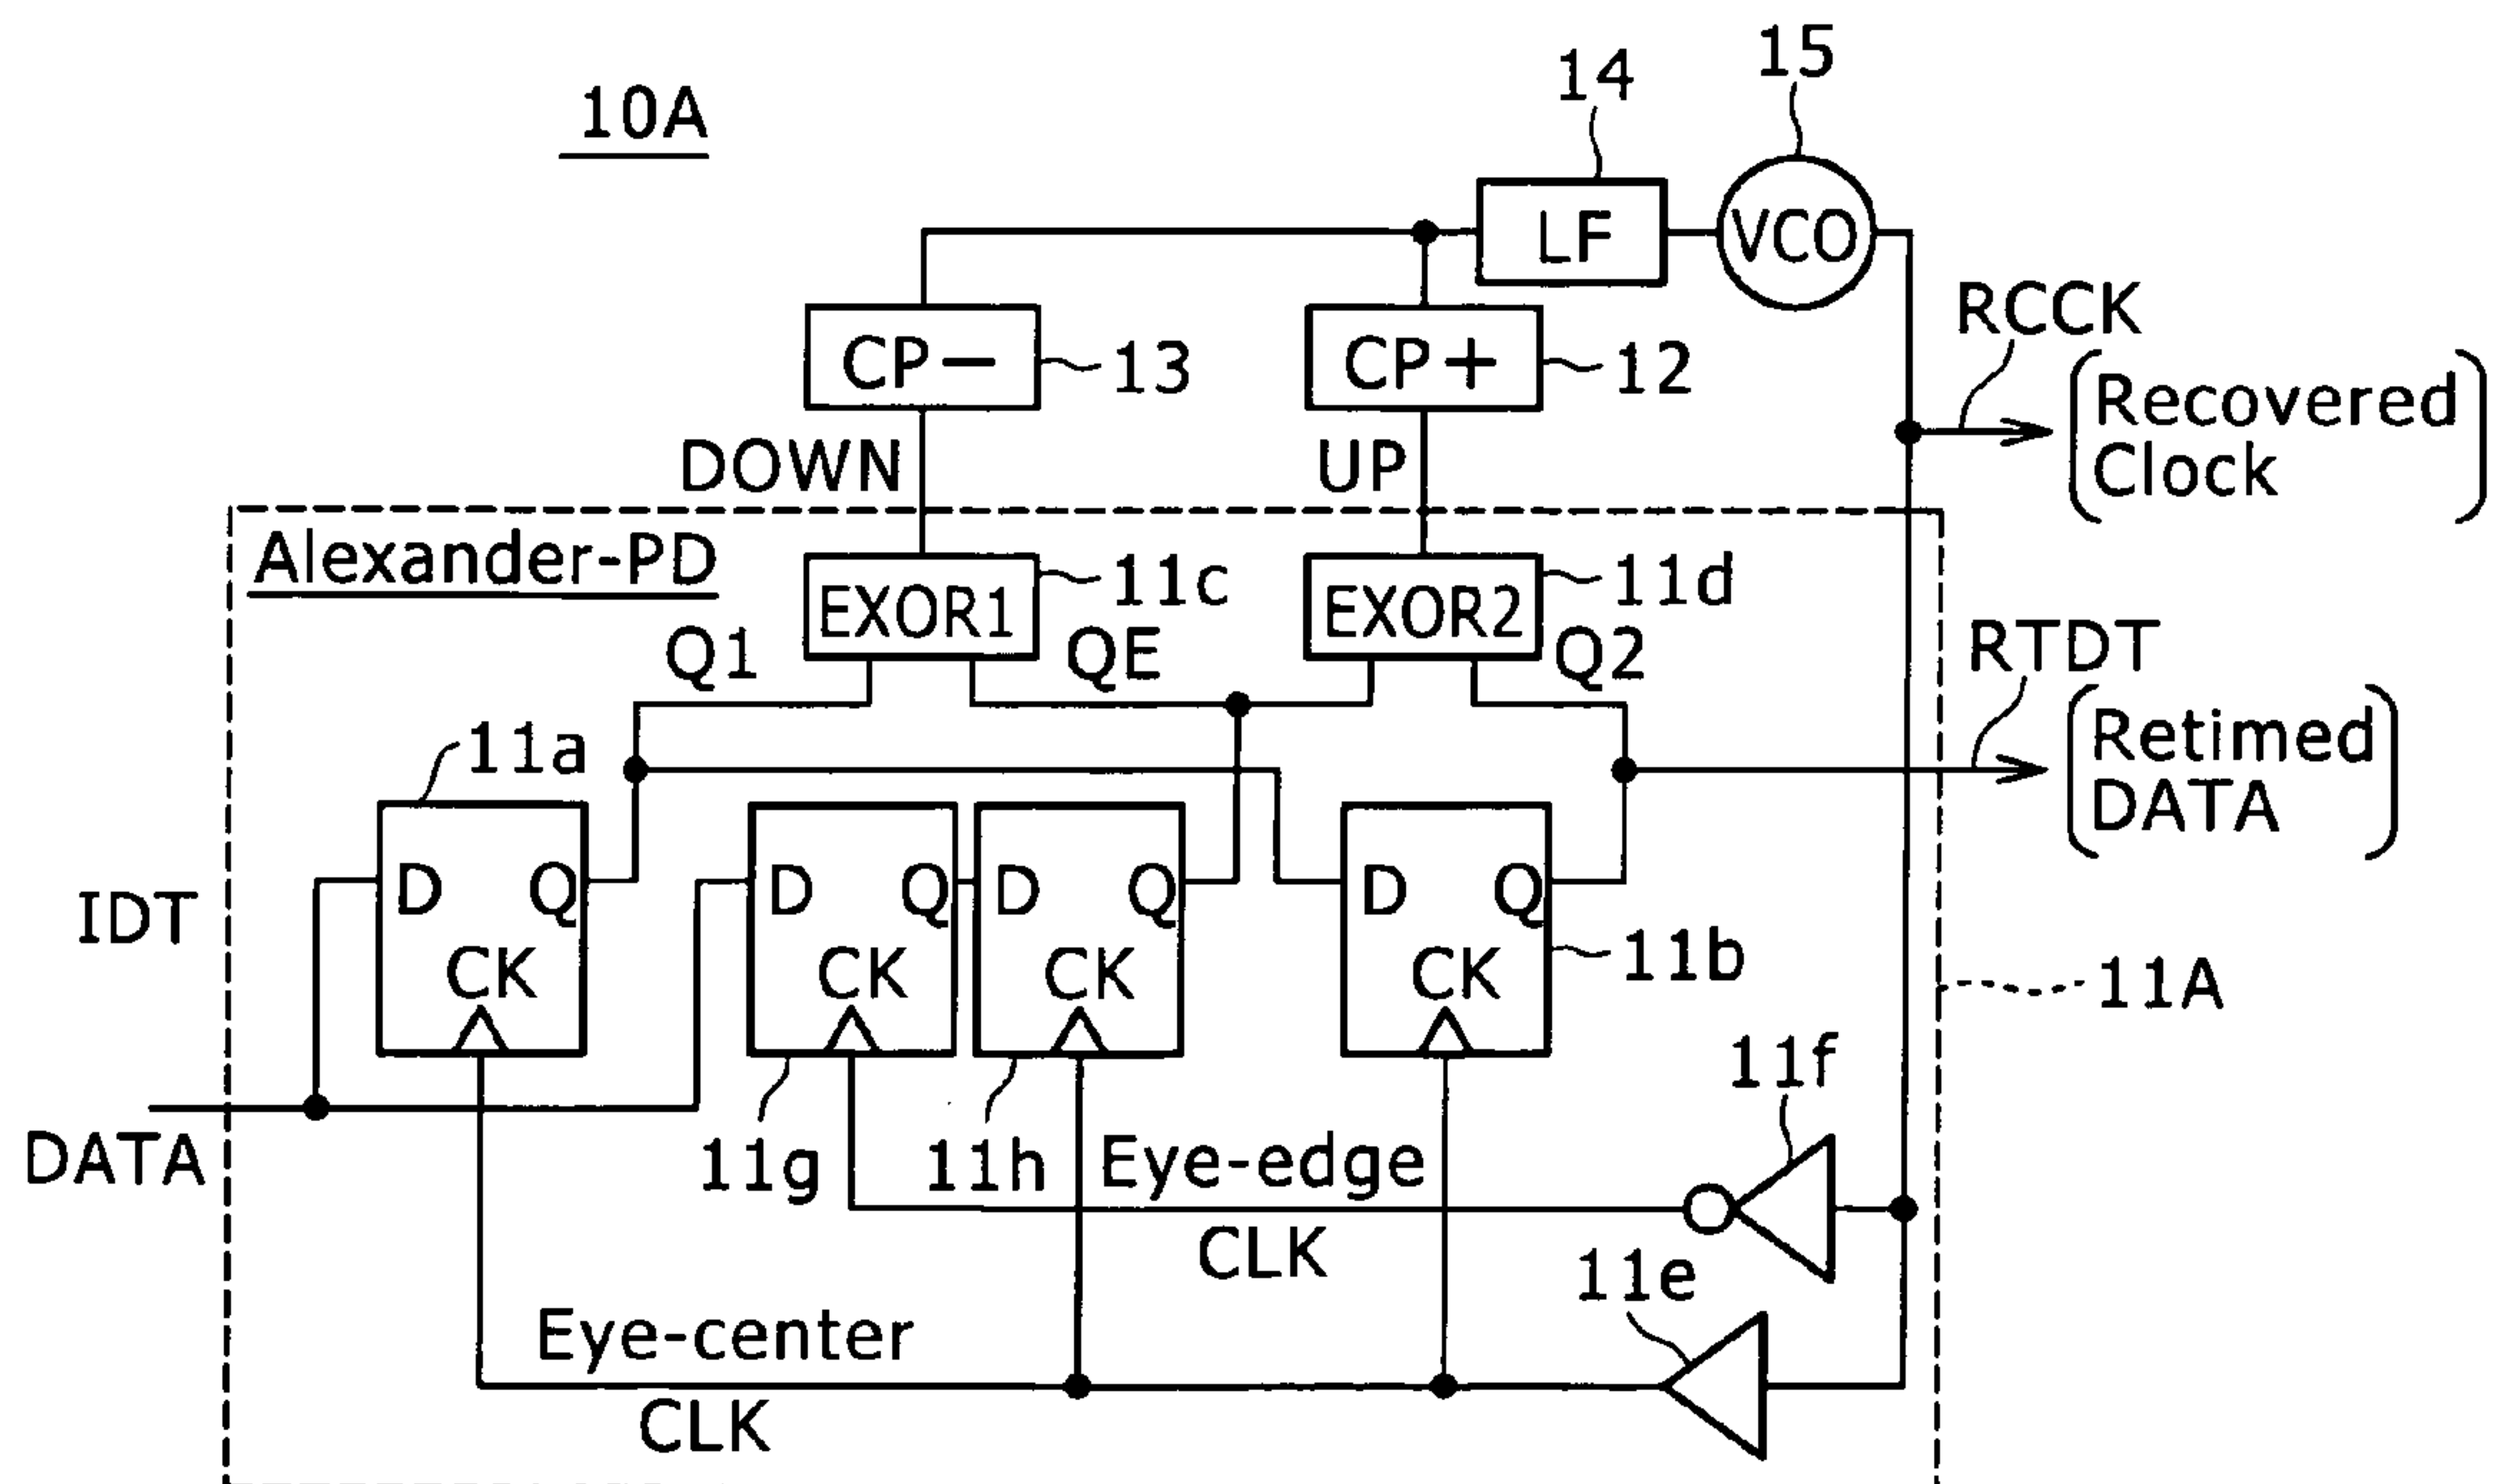 10A
14
15
LF
VCO
CP−
13
CP+
12
RCCK
(Recovered
Clock)
DOWN
UP
Alexander-PD
EXOR1
11c
EXOR2
11d
Q1
QE
Q2
RTDT
(Retimed
DATA)
11a
D
Q
CK
D
Q
CK
D
Q
CK
D
Q
CK
IDT
11b
11A
11f
DATA
11g
11h
Eye-edge
CLK
11e
Eye-center
CLK